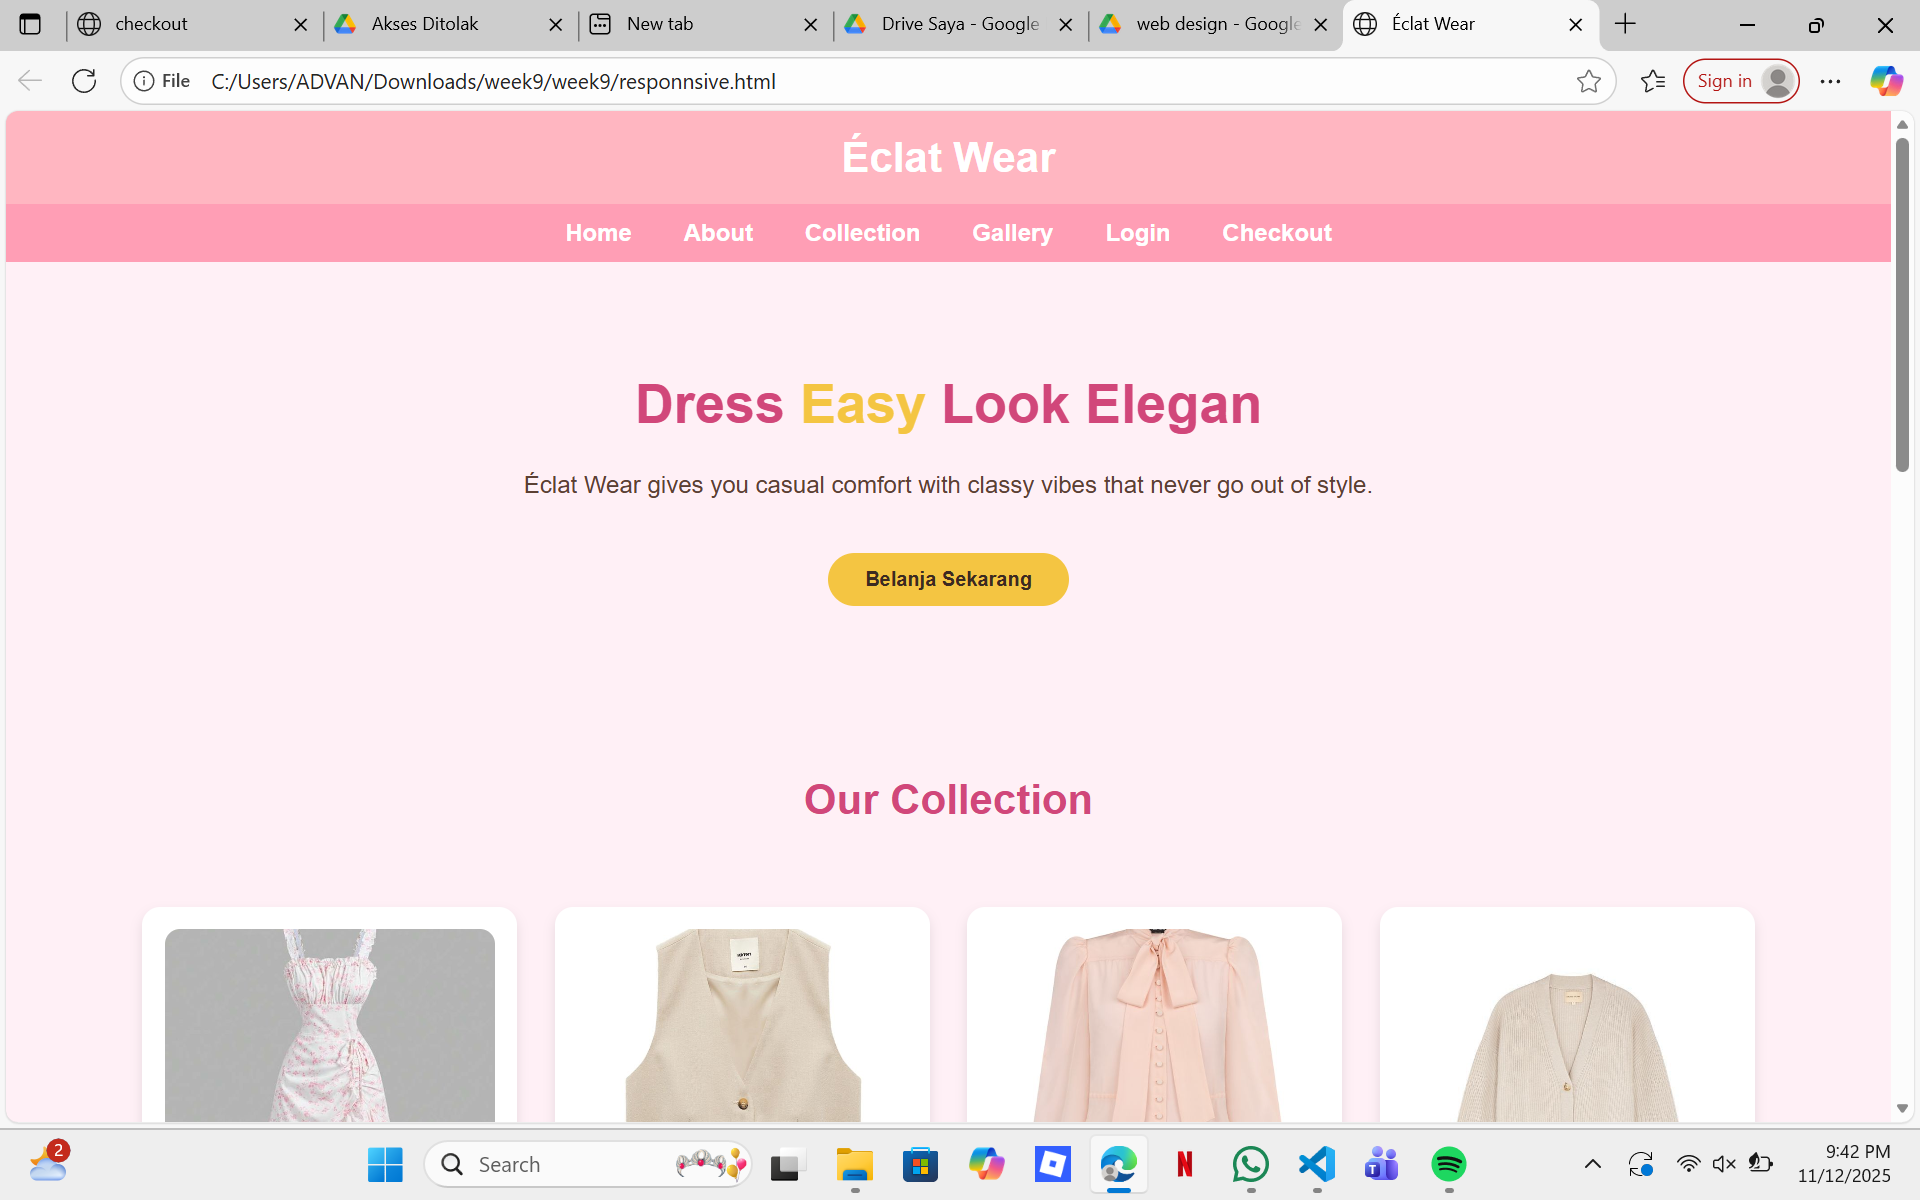 checkout
Akses Ditolak
New tab
Drive Saya - Google
web design - Google
Éclat Wear
File C:/Users/ADVAN/Downloads/week9/week9/responnsive.html
Sign in
Éclat Wear
Home About Collection Gallery Login Checkout
Dress Easy Look Elegan
Éclat Wear gives you casual comfort with classy vibes that never go out of style.
Belanja Sekarang
Our Collection
2
Search
N
T
9:42 PM
11/12/2025